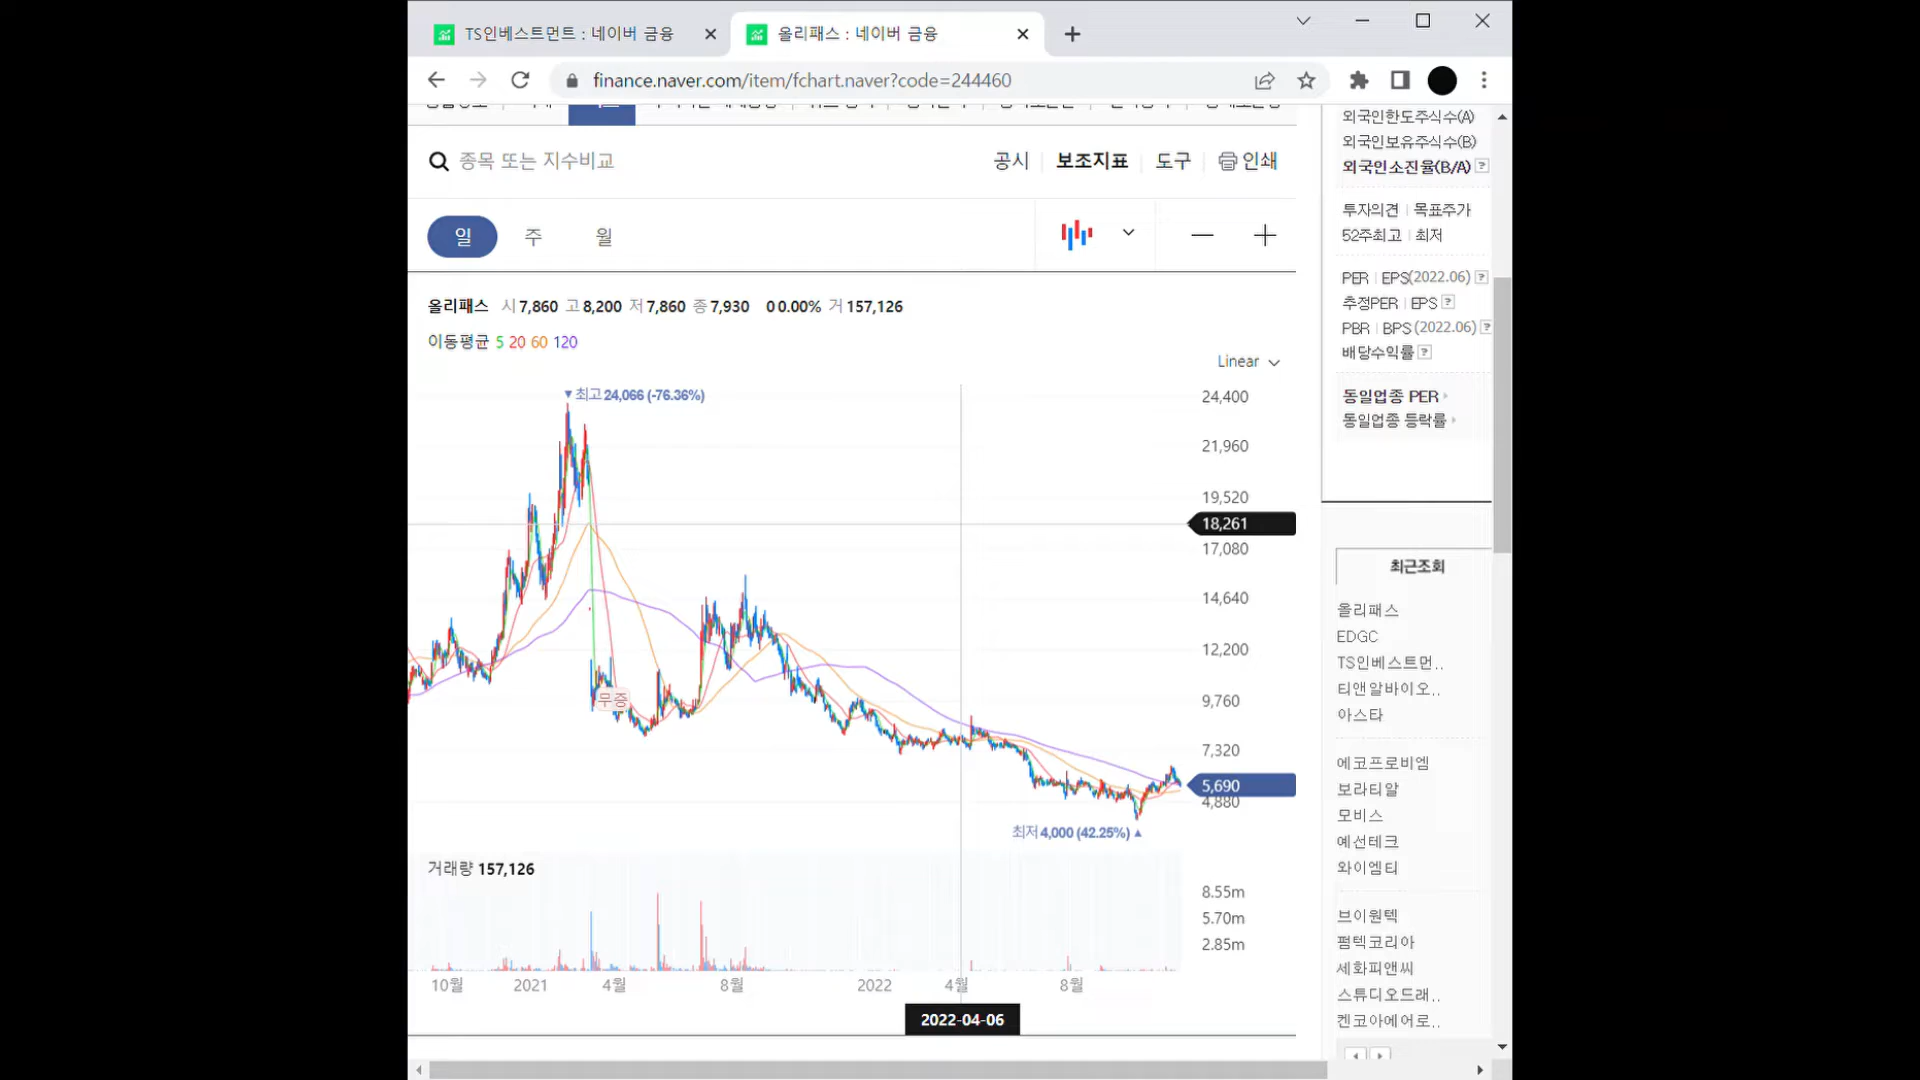 TS인베스트먼트 : 네이버 금융
올리패스 : 네이버 금융
finance.naver.com/item/fchart.naver?code=244460
종목 또는 지수비교
공시 보조지표 도구 인쇄
일 주 월
올리패스 시 7,860 고 8,200 저 7,860 종 7,930 0 0.00% 거 157,126
이동평균 5 20 60 120
Linear
최고 24,066 (-76.36%)
24,400
21,960
19,520
18,261
17,080
14,640
12,200
9,760
7,320
5,690
4,880
무증
최저 4,000 (42.25%)
거래량 157,126
8.55m
5.70m
2.85m
10월 2021 4월 8월 2022 4월 8월
2022-04-06
외국인한도주식수(A)
외국인보유주식수(B)
외국인소진율(B/A) ?
투자의견 | 목표주가
52주최고 | 최저
PER | EPS(2022.06) ?
추정PER | EPS ?
PBR | BPS (2022.06) ?
배당수익률 ?
동일업종 PER
동일업종 등락률
최근조회
올리패스
EDGC
TS인베스트먼..
티앤알바이오..
아스타
에코프로비엠
보라티알
모비스
예선테크
와이엠티
브이원텍
펌텍코리아
세화피앤씨
스튜디오드래..
켄코아에어로..